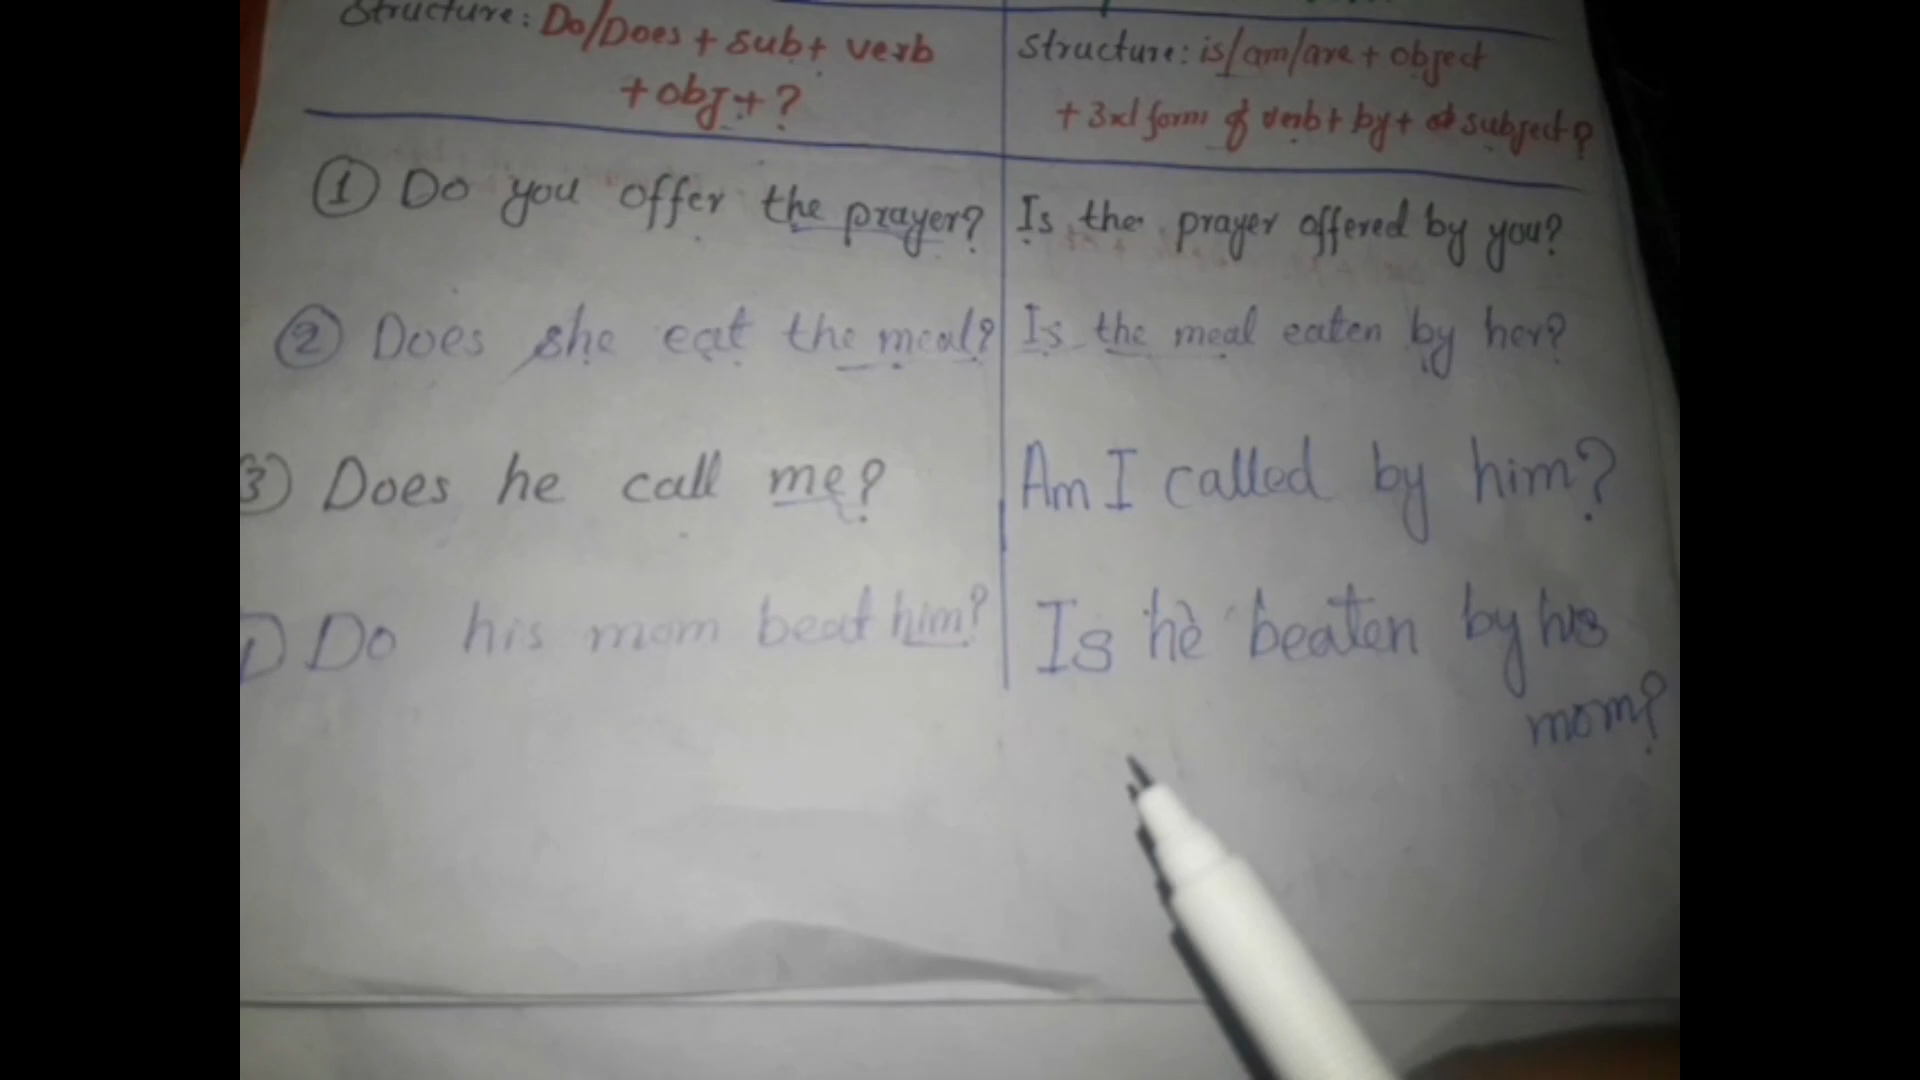 Structure: Do/Does + sub + verb
+ obj + ?
Structure: is/am/are + object
+ 3rd form of verb + by + subject?
① Do you offer the prayer?
Is the prayer offered by you?
② Does she eat the meal?
Is the meal eaten by her?
3) Does he call me?
Am I called by him?
Do his mom beat him?
Is he beaten by his
mom?